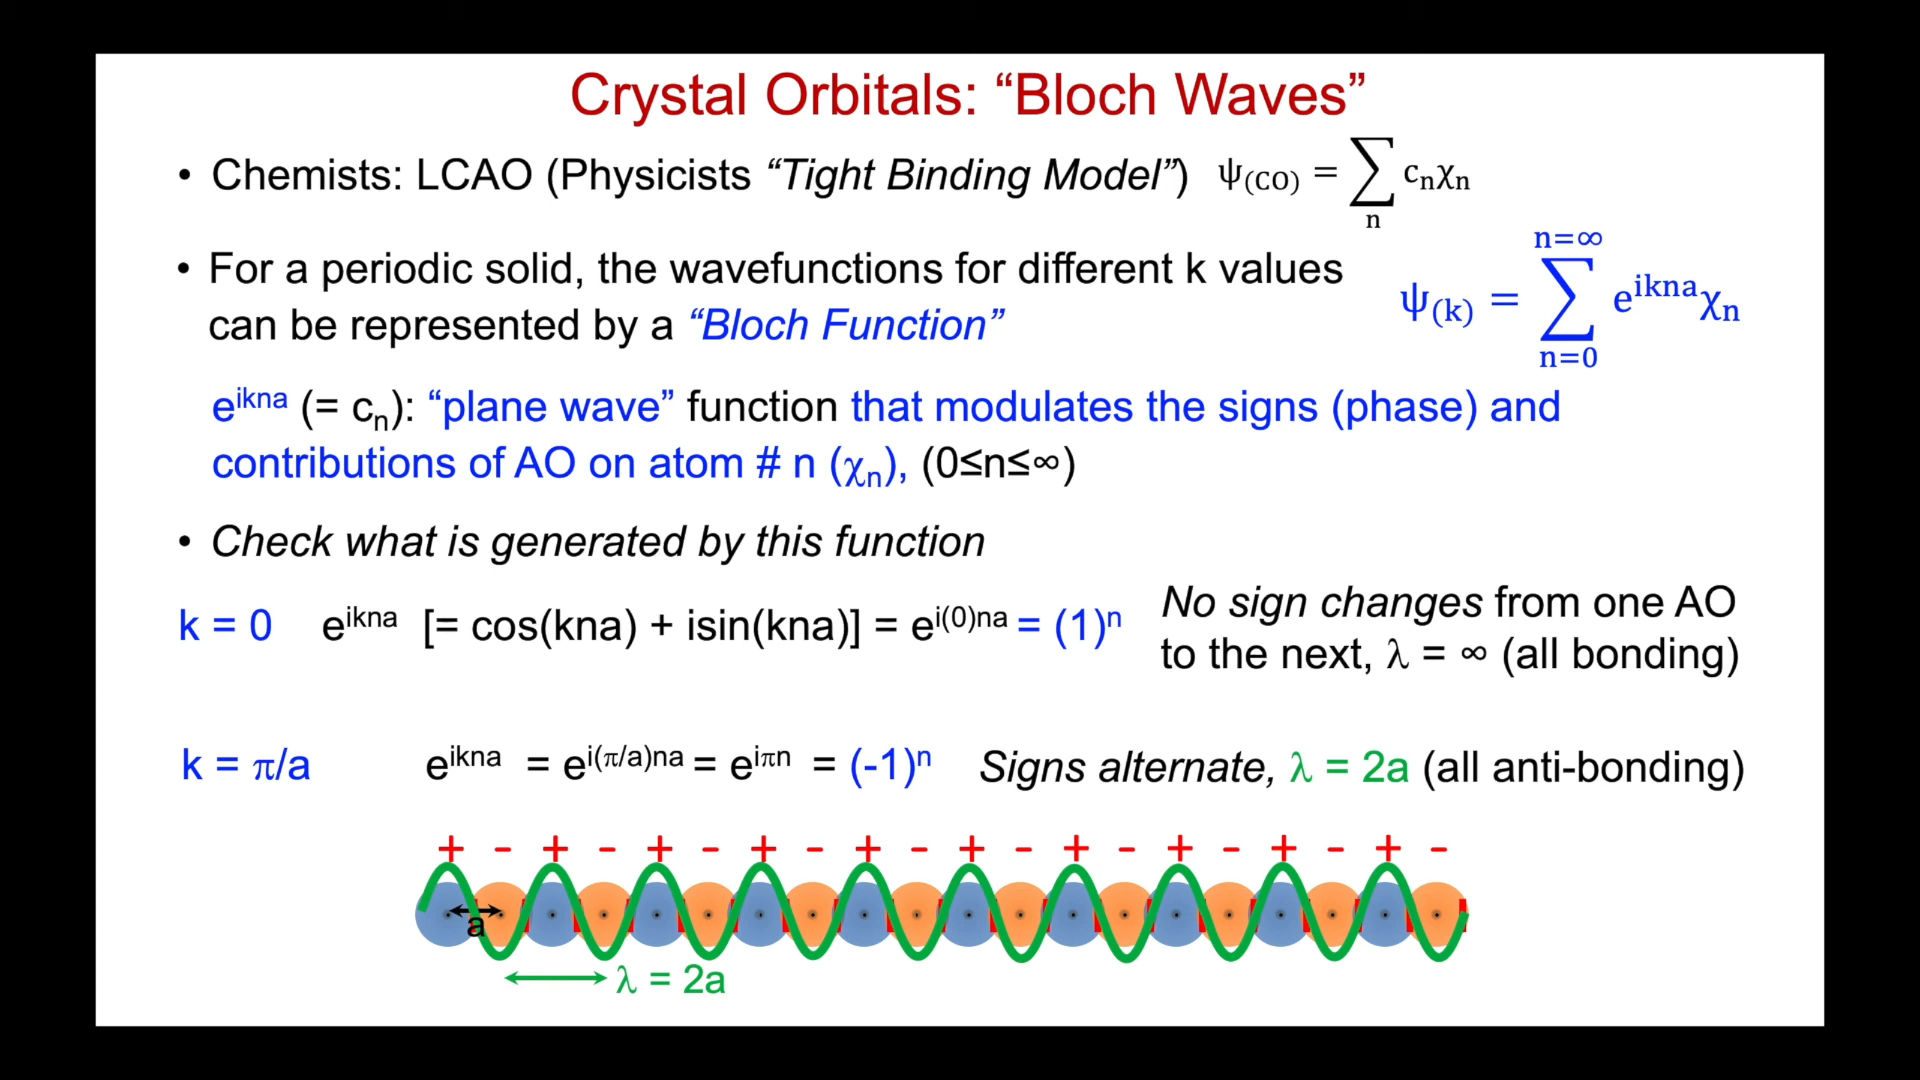 Crystal Orbitals: “Bloch Waves”
• Chemists: LCAO (Physicists “Tight Binding Model”) ψ(CO) = ∑n cnχn
• For a periodic solid, the wavefunctions for different k values
can be represented by a “Bloch Function”
ψ(k) = ∑n=0n=∞ eiknaχn
eikna (= cn): “plane wave” function that modulates the signs (phase) and
contributions of AO on atom # n (χn), (0≤n≤∞)
• Check what is generated by this function
k = 0 eikna [= cos(kna) + isin(kna)] = ei(0)na = (1)n
No sign changes from one AO
to the next, λ = ∞ (all bonding)
k = π/a eikna = ei(π/a)na = eiπn = (-1)n Signs alternate, λ = 2a (all anti-bonding)
+ - + - + - + - + - + - + - + - + - + -
a
λ = 2a